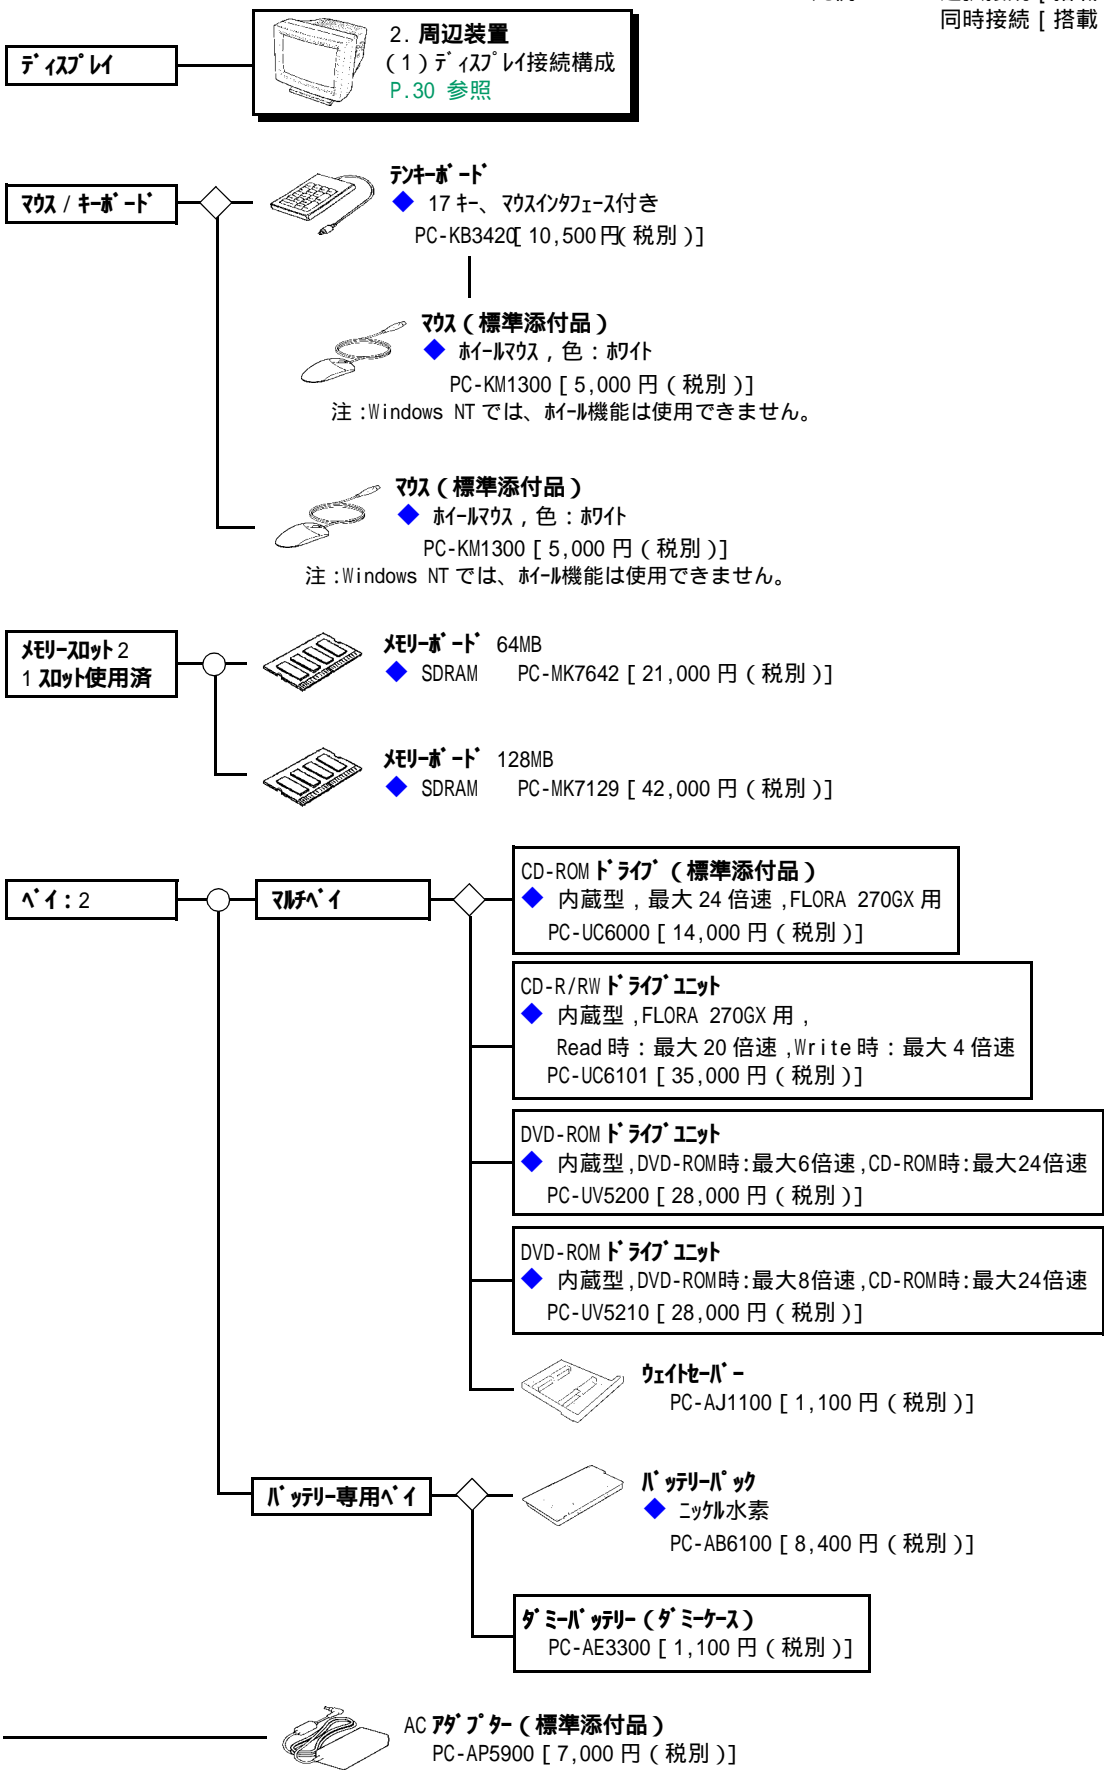 同時接続 [ 搭載
ディスプレイ
2. 周辺装置
(1)ディスプレイ接続構成
P.30 参照
マウス / キーボード
テンキーボード
◆ 17 キー、マウスインタフェース付き
PC-KB3420[ 10,500円( 税別 )]
マウス ( 標準添付品 )
◆ ホイールマウス , 色 : ホワイト
PC-KM1300 [ 5,000 円 ( 税別 )]
注 :Windows NT では、ホイール機能は使用できません。
マウス ( 標準添付品 )
◆ ホイールマウス , 色 : ホワイト
PC-KM1300 [ 5,000 円 ( 税別 )]
注 :Windows NT では、ホイール機能は使用できません。
メモリースロット 2
1 スロット使用済
メモリーボード 64MB
◆ SDRAM PC-MK7642 [ 21,000 円 ( 税別 )]
メモリーボード 128MB
◆ SDRAM PC-MK7129 [ 42,000 円 ( 税別 )]
ベイ : 2
マルチベイ
CD-ROM ドライブ ( 標準添付品 )
◆ 内蔵型 , 最大 24 倍速 ,FLORA 270GX 用
PC-UC6000 [ 14,000 円 ( 税別 )]
CD-R/RW ドライブユニット
◆ 内蔵型 ,FLORA 270GX 用 ,
Read 時 : 最大 20 倍速 ,Write 時 : 最大 4 倍速
PC-UC6101 [ 35,000 円 ( 税別 )]
DVD-ROM ドライブユニット
◆ 内蔵型 ,DVD-ROM時:最大6倍速 ,CD-ROM時:最大24倍速
PC-UV5200 [ 28,000 円 ( 税別 )]
DVD-ROM ドライブユニット
◆ 内蔵型 ,DVD-ROM時:最大8倍速 ,CD-ROM時:最大24倍速
PC-UV5210 [ 28,000 円 ( 税別 )]
ウェイトセーバー
PC-AJ1100 [ 1,100 円 ( 税別 )]
バッテリー専用ベイ
バッテリーパック
◆ ニッケル水素
PC-AB6100 [ 8,400 円 ( 税別 )]
ダミーバッテリー ( ダミーケース )
PC-AE3300 [ 1,100 円 ( 税別 )]
AC アダプター ( 標準添付品 )
PC-AP5900 [ 7,000 円 ( 税別 )]